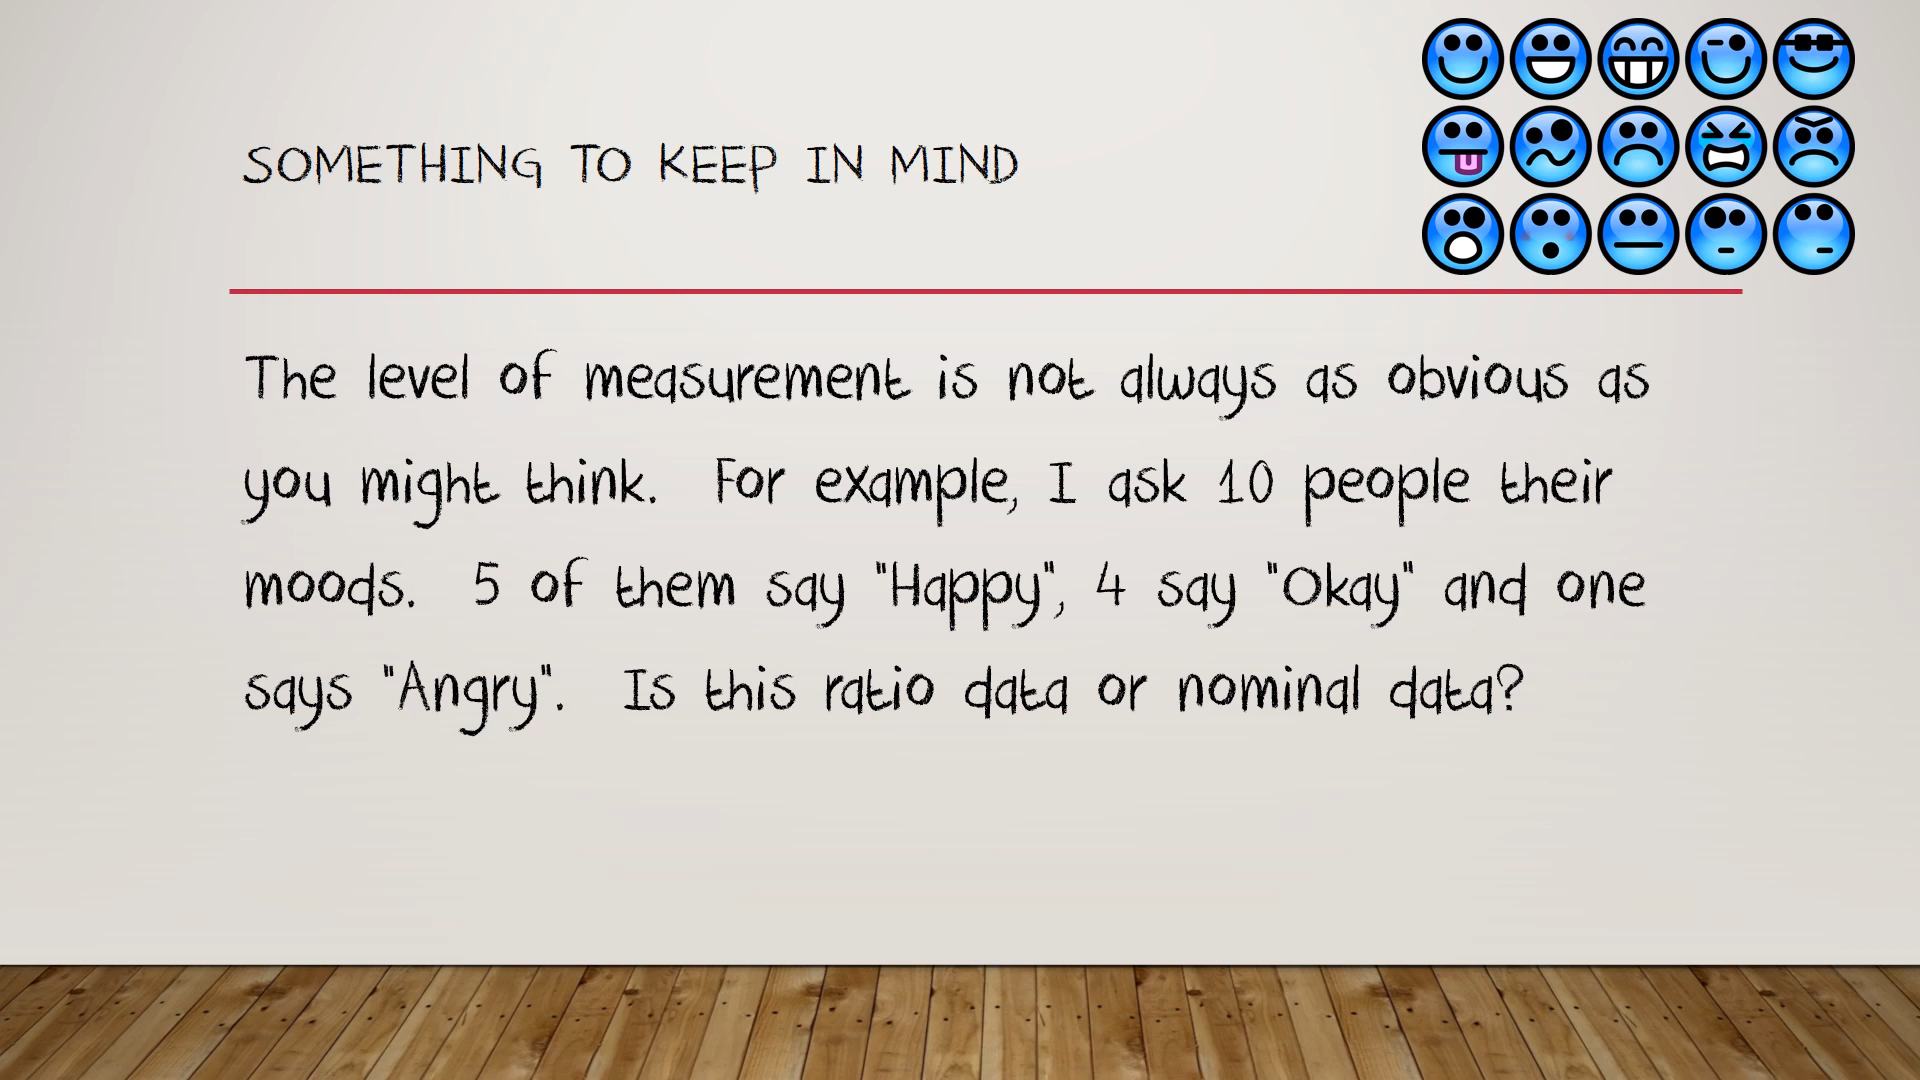 SOMETHING TO KEEP IN MIND
The level of measurement is not always as obvious as
you might think.  For example, I ask 10 people their
moods.  5 of them say "Happy", 4 say "Okay" and one
says "Angry".  Is this ratio data or nominal data?